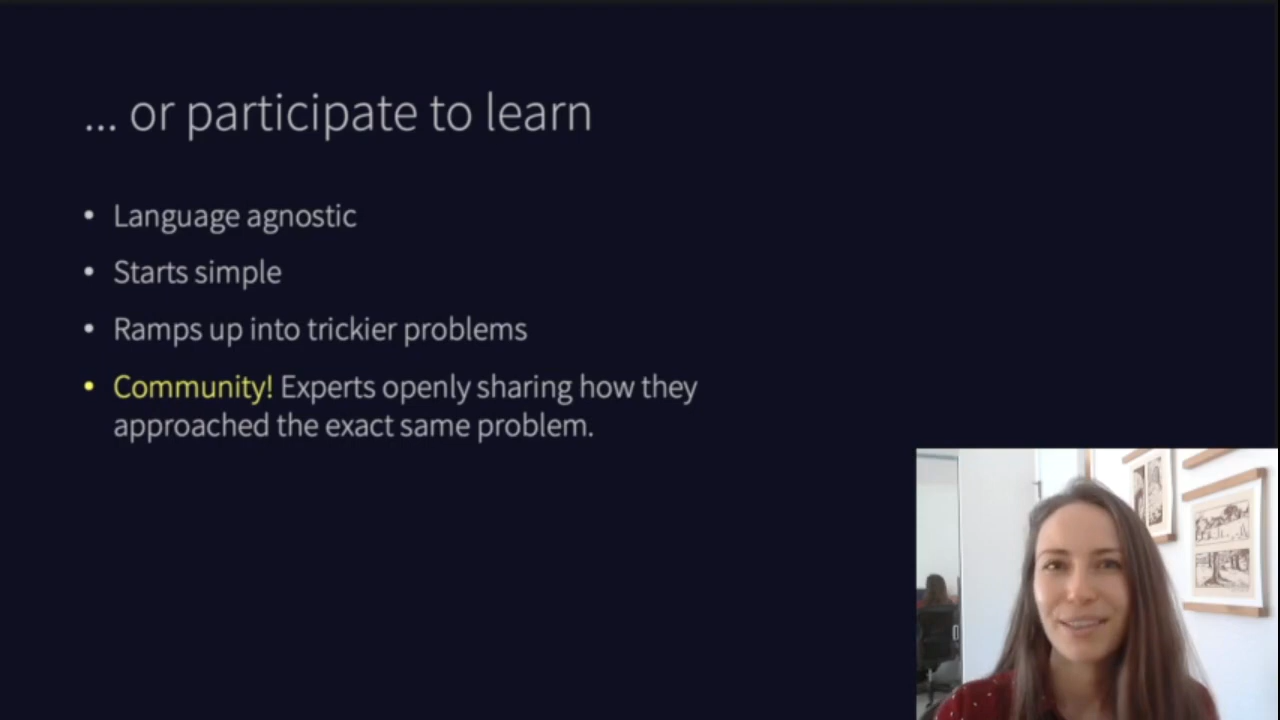 ... or participate to learn
• Language agnostic
• Starts simple
• Ramps up into trickier problems
• Community! Experts openly sharing how they
approached the exact same problem.